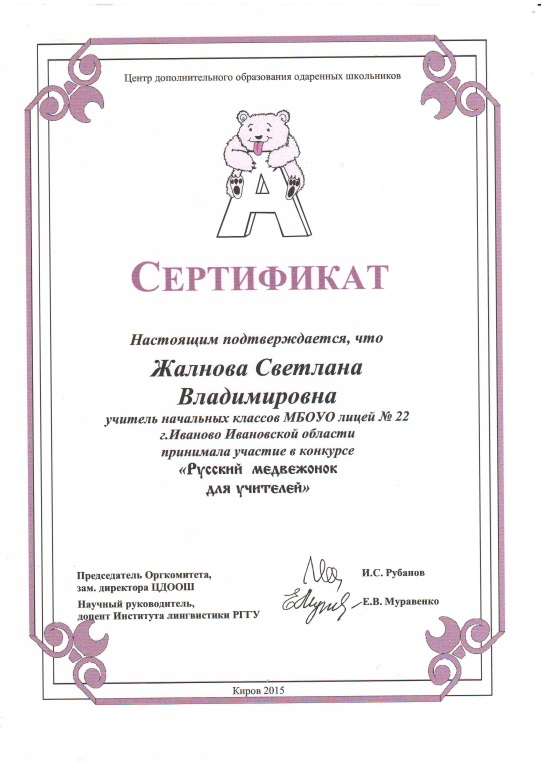 Центр дополнительного образования одаренных школьников
А
СЕРТИФИКАТ
Настоящим подтверждается, что
Жалнова Светлана
Владимировна
учитель начальных классов МБОУО лицей № 22
г.Иваново Ивановской области
принимала участие в конкурсе
«Русский медвежонок
для учителей»
Председатель Оргкомитета,
зам. директора ЦДООШ
И.С. Рубанов
Научный руководитель,
доцент Института лингвистики РГГУ
Е.В. Муравенко
Киров 2015